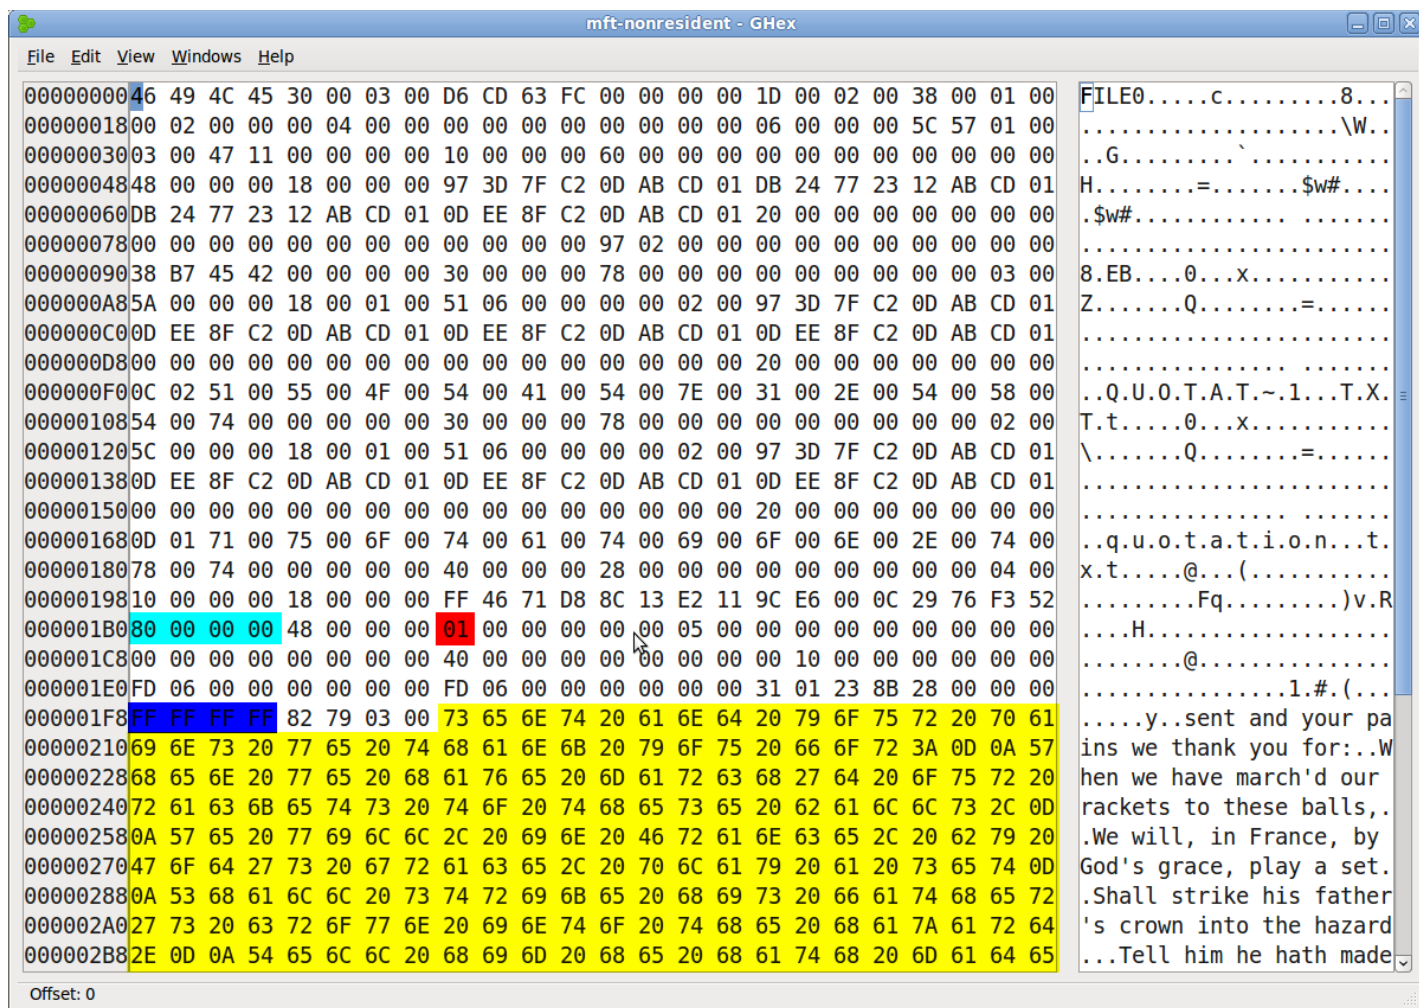 mft-nonresident - GHex
File Edit View Windows Help
00000000 46 49 4C 45 30 00 03 00 D6 CD 63 FC 00 00 00 00 1D 00 02 00 38 00 01 00 FILE0.....c.........8...
00000018 00 02 00 00 00 04 00 00 00 00 00 00 00 00 00 00 06 00 00 00 5C 57 01 00 ....................\W..
00000030 03 00 47 11 00 00 00 00 10 00 00 00 60 00 00 00 00 00 00 00 00 00 00 00 ..G.........`...........
00000048 48 00 00 00 18 00 00 00 97 3D 7F C2 0D AB CD 01 DB 24 77 23 12 AB CD 01 H........=.......$w#....
00000060 DB 24 77 23 12 AB CD 01 0D EE 8F C2 0D AB CD 01 20 00 00 00 00 00 00 00 .$w#............ .......
00000078 00 00 00 00 00 00 00 00 00 00 00 00 97 02 00 00 00 00 00 00 00 00 00 00 ........................
00000090 38 B7 45 42 00 00 00 00 30 00 00 00 78 00 00 00 00 00 00 00 00 00 03 00 8.EB....0...x...........
000000A8 5A 00 00 00 18 00 01 00 51 06 00 00 00 00 02 00 97 3D 7F C2 0D AB CD 01 Z.......Q........=......
000000C0 0D EE 8F C2 0D AB CD 01 0D EE 8F C2 0D AB CD 01 0D EE 8F C2 0D AB CD 01 ........................
000000D8 00 00 00 00 00 00 00 00 00 00 00 00 00 00 00 00 20 00 00 00 00 00 00 00 ................ .......
000000F0 0C 02 51 00 55 00 4F 00 54 00 41 00 54 00 7E 00 31 00 2E 00 54 00 58 00 ..Q.U.O.T.A.T.~.1...T.X.
00000108 54 00 74 00 00 00 00 00 30 00 00 00 78 00 00 00 00 00 00 00 00 00 02 00 T.t.....0...x...........
00000120 5C 00 00 00 18 00 01 00 51 06 00 00 00 00 02 00 97 3D 7F C2 0D AB CD 01 \.......Q........=......
00000138 0D EE 8F C2 0D AB CD 01 0D EE 8F C2 0D AB CD 01 0D EE 8F C2 0D AB CD 01 ........................
00000150 00 00 00 00 00 00 00 00 00 00 00 00 00 00 00 00 20 00 00 00 00 00 00 00 ................ .......
00000168 0D 01 71 00 75 00 6F 00 74 00 61 00 74 00 69 00 6F 00 6E 00 2E 00 74 00 ..q.u.o.t.a.t.i.o.n...t.
00000180 78 00 74 00 00 00 00 00 40 00 00 00 28 00 00 00 00 00 00 00 00 00 04 00 x.t.....@...(...........
00000198 10 00 00 00 18 00 00 00 FF 46 71 D8 8C 13 E2 11 9C E6 00 0C 29 76 F3 52 .........Fq.........)v.R
000001B0 80 00 00 00 48 00 00 00 01 00 00 00 00 00 05 00 00 00 00 00 00 00 00 00 ....H...................
000001C8 00 00 00 00 00 00 00 00 40 00 00 00 00 00 00 00 00 10 00 00 00 00 00 00 ........@...............
000001E0 FD 06 00 00 00 00 00 00 FD 06 00 00 00 00 00 00 31 01 23 8B 28 00 00 00 ................1.#.(...
000001F8 FF FF FF FF 82 79 03 00 73 65 6E 74 20 61 6E 64 20 79 6F 75 72 20 70 61 .....y..sent and your pa
00000210 69 6E 73 20 77 65 20 74 68 61 6E 6B 20 79 6F 75 20 66 6F 72 3A 0D 0A 57 ins we thank you for:..W
00000228 68 65 6E 20 77 65 20 68 61 76 65 20 6D 61 72 63 68 27 64 20 6F 75 72 20 hen we have march'd our
00000240 72 61 63 6B 65 74 73 20 74 6F 20 74 68 65 73 65 20 62 61 6C 6C 73 2C 0D rackets to these balls,.
00000258 0A 57 65 20 77 69 6C 6C 2C 20 69 6E 20 46 72 61 6E 63 65 2C 20 62 79 20 .We will, in France, by
00000270 47 6F 64 27 73 20 67 72 61 63 65 2C 20 70 6C 61 79 20 61 20 73 65 74 0D God's grace, play a set.
00000288 0A 53 68 61 6C 6C 20 73 74 72 69 6B 65 20 68 69 73 20 66 61 74 68 65 72 .Shall strike his father
000002A0 27 73 20 63 72 6F 77 6E 20 69 6E 74 6F 20 74 68 65 20 68 61 7A 61 72 64 's crown into the hazard
000002B8 2E 0D 0A 54 65 6C 6C 20 68 69 6D 20 68 65 20 68 61 74 68 20 6D 61 64 65 ...Tell him he hath made
Offset: 0